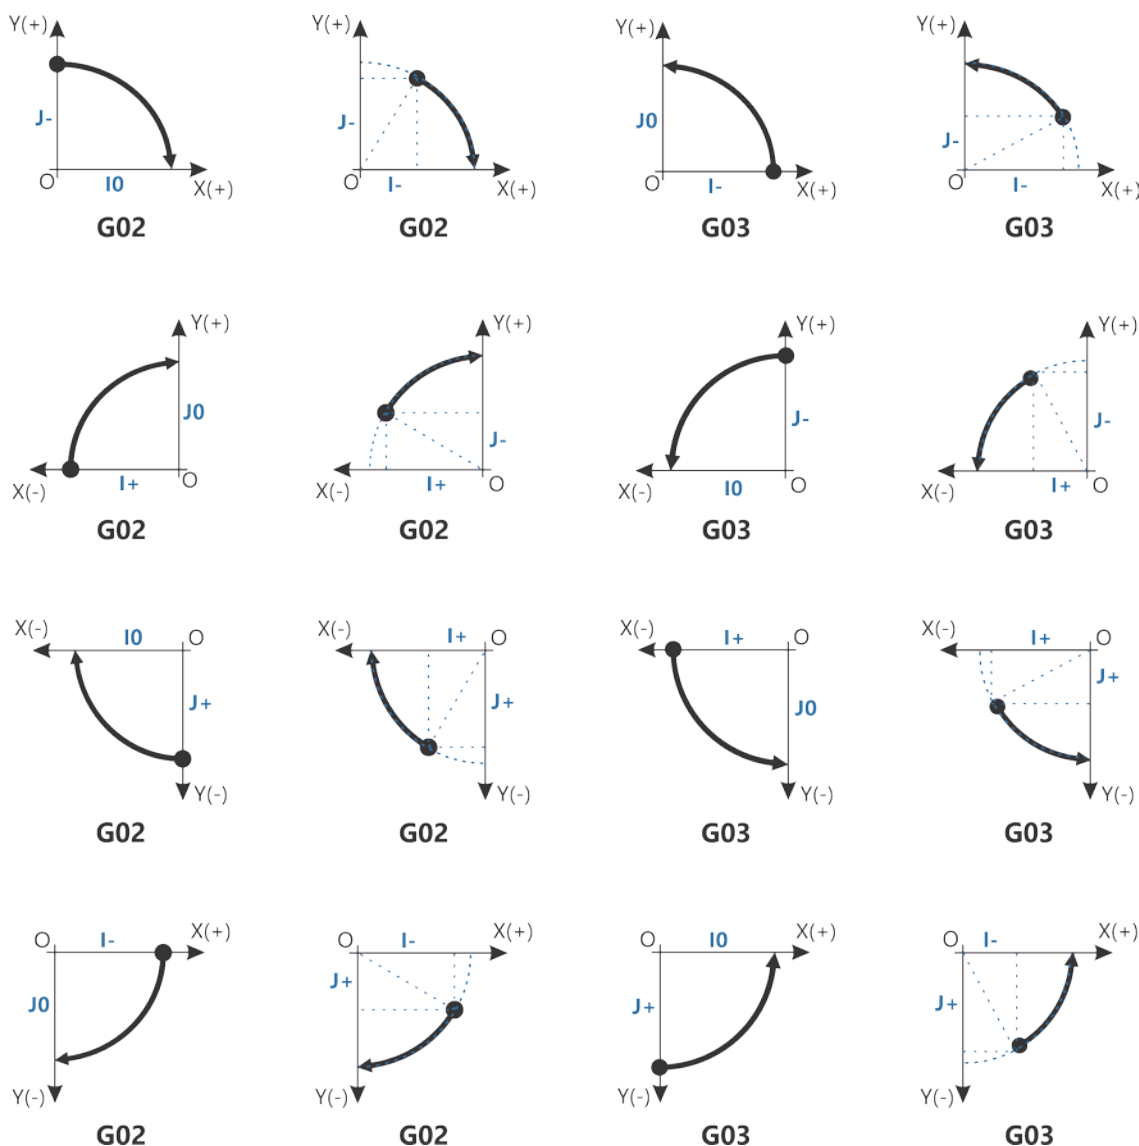 Y(+) Y(+) Y(+) Y(+)
J- J- J0 J-
O I0 X(+) O I- X(+) O I- X(+) O I- X(+)
G02 G02 G03 G03
Y(+) Y(+) Y(+) Y(+)
J0 J- J- J-
X(-) I+ O X(-) I+ O X(-) I0 O X(-) I+ O
G02 G02 G03 G03
X(-) I0 O X(-) I+ O X(-) I+ O X(-) I+ O
J+ J+ J0 J+
Y(-) Y(-) Y(-) Y(-)
G02 G02 G03 G03
O I- X(+) O I- X(+) O I0 X(+) O I- X(+)
J0 J+ J+ J+
Y(-) Y(-) Y(-) Y(-)
G02 G02 G03 G03